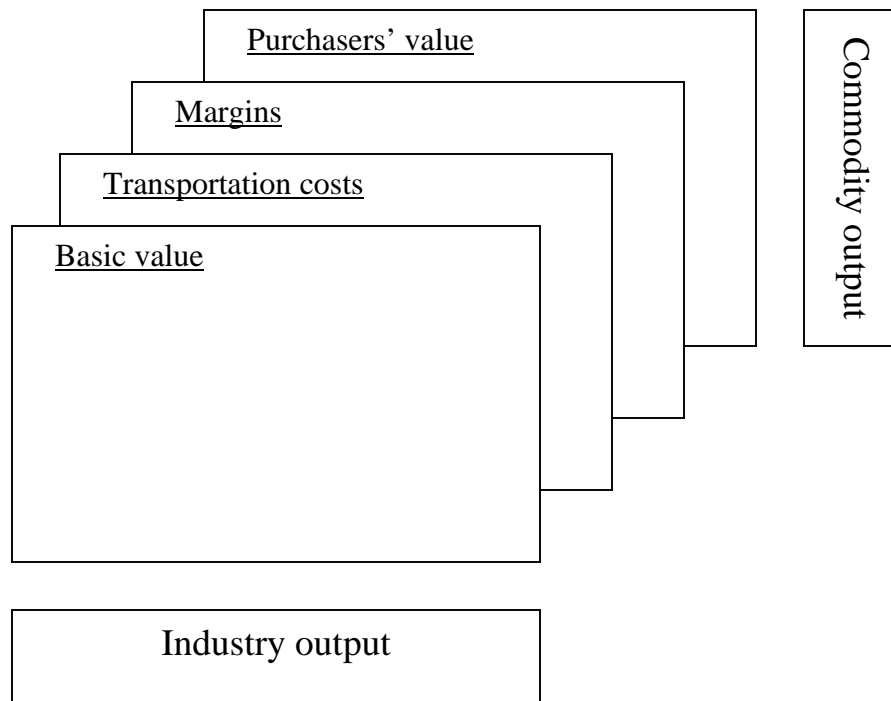 Purchasers’ value
Margins
Transportation costs
Basic value
Commodity output
Industry output